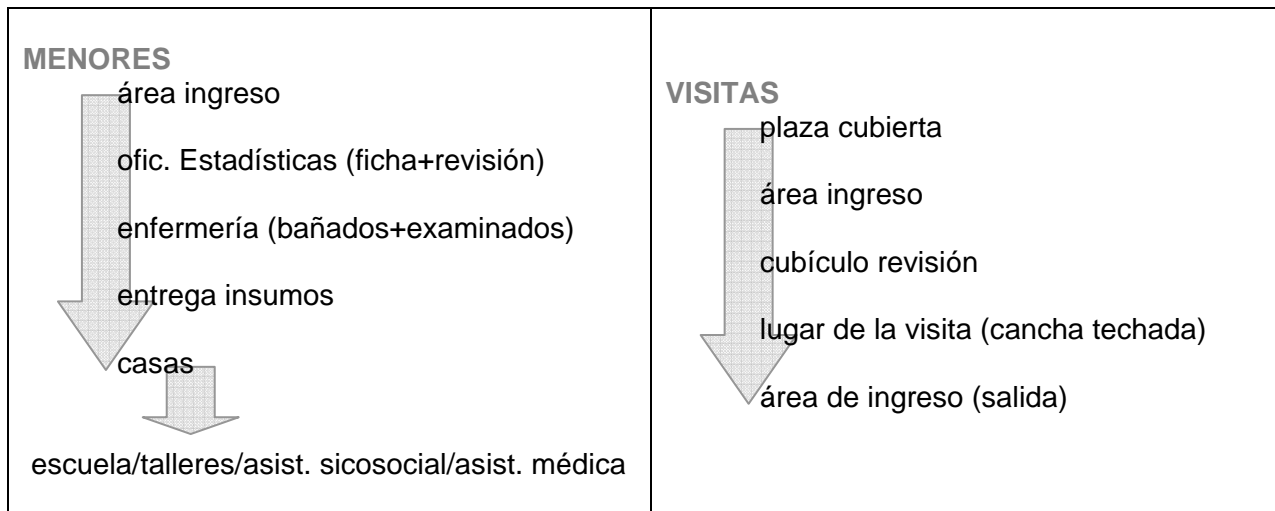 MENORES
área ingreso
ofic. Estadísticas (ficha+revisión)
enfermería (bañados+examinados)
entrega insumos
casas
escuela/talleres/asist. sicosocial/asist. médica
VISITAS
plaza cubierta
área ingreso
cubículo revisión
lugar de la visita (cancha techada)
área de ingreso (salida)